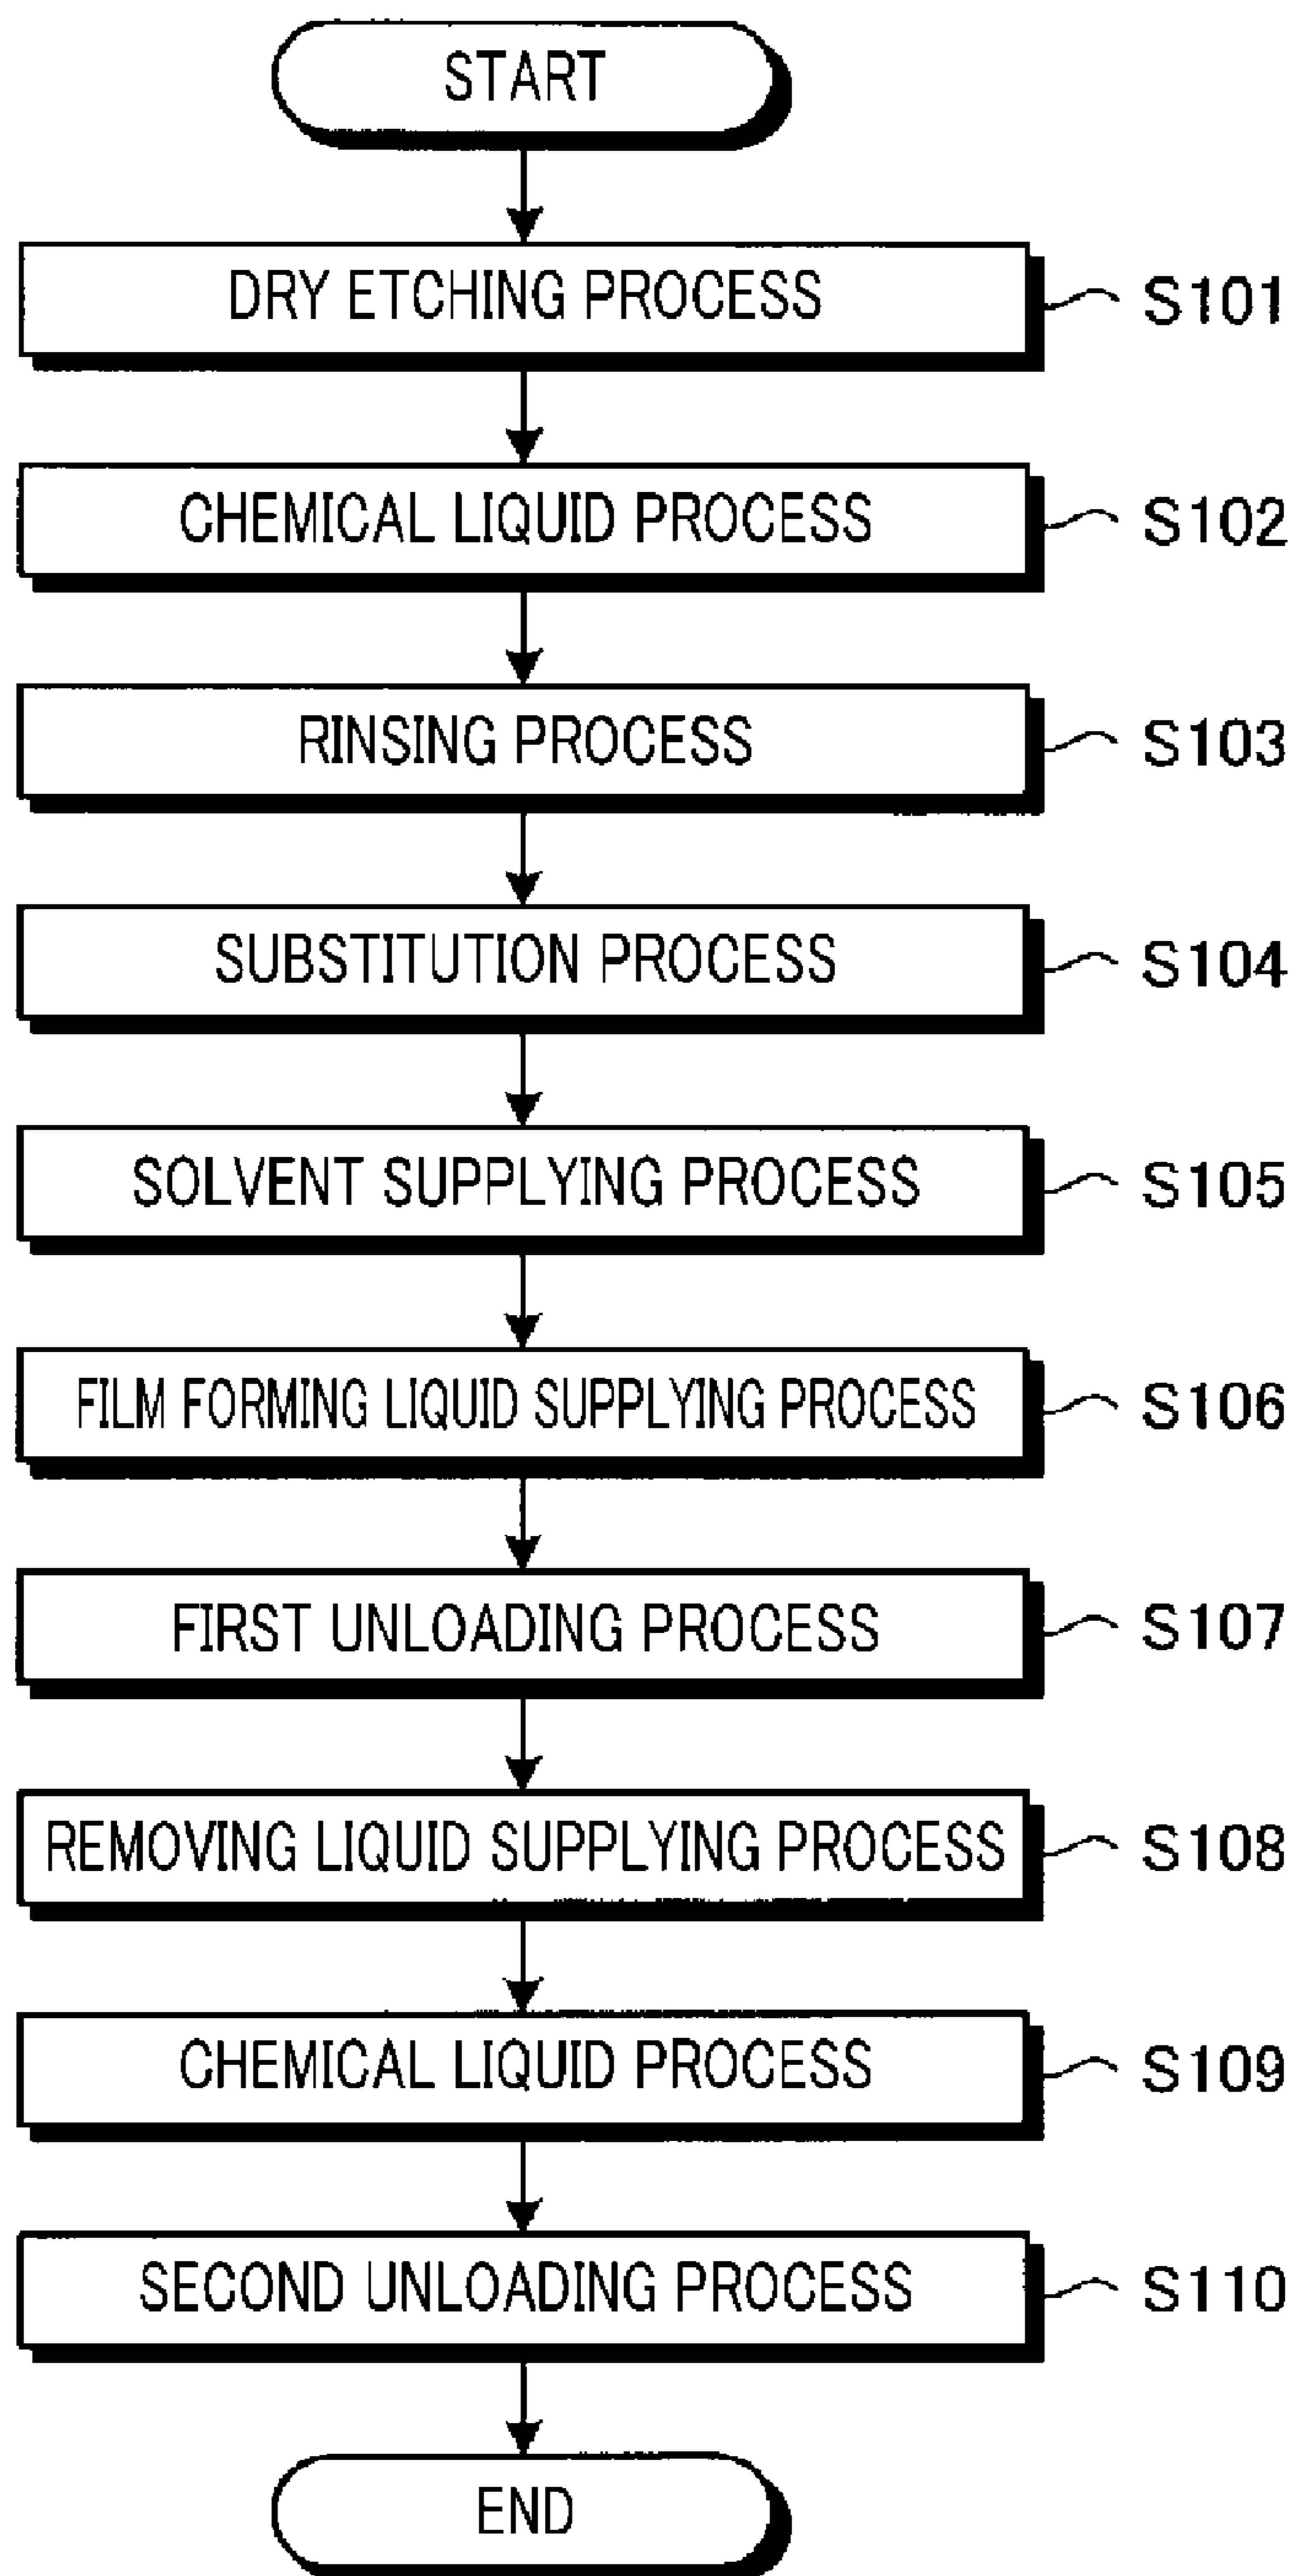 START
DRY ETCHING PROCESS S101
CHEMICAL LIQUID PROCESS S102
RINSING PROCESS S103
SUBSTITUTION PROCESS S104
SOLVENT SUPPLYING PROCESS S105
FILM FORMING LIQUID SUPPLYING PROCESS S106
FIRST UNLOADING PROCESS S107
REMOVING LIQUID SUPPLYING PROCESS S108
CHEMICAL LIQUID PROCESS S109
SECOND UNLOADING PROCESS S110
END